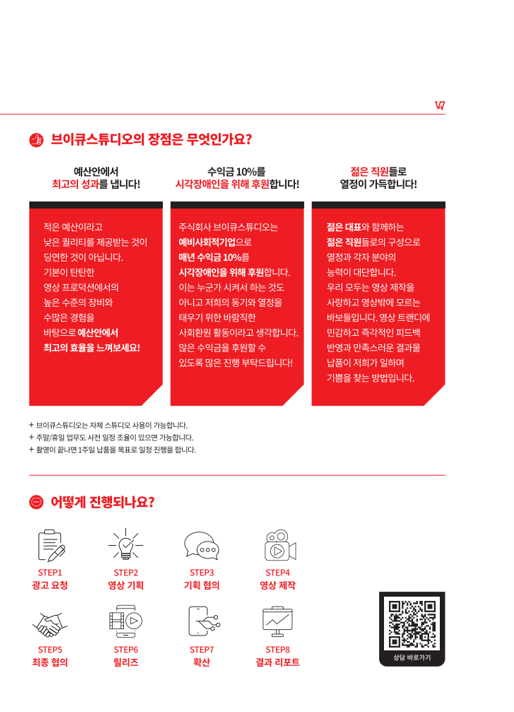 V7
브이큐스튜디오의 장점은 무엇인가요?
예산안에서
최고의 성과를 냅니다!
적은 예산이라고
낮은 퀄리티를 제공받는 것이
당연한 것이 아닙니다.
기본이 탄탄한
영상 프로덕션에서의
높은 수준의 장비와
수많은 경험을
바탕으로 예산안에서
최고의 효율을 느껴보세요!
수익금 10%를
시각장애인을 위해 후원합니다!
주식회사 브이큐스튜디오는
예비사회적기업으로
매년 수익금 10%를
시각장애인을 위해 후원합니다.
이는 누군가 시켜서 하는 것도
아니고 저희의 동기와 열정을
태우기 위한 바람직한
사회환원 활동이라고 생각합니다.
많은 수익금을 후원할 수
있도록 많은 진행 부탁드립니다!
젊은 직원들로
열정이 가득합니다!
젊은 대표와 함께하는
젊은 직원들로의 구성으로
열정과 각자 분야의
능력이 대단합니다.
우리 모두는 영상 제작을
사랑하고 영상밖에 모르는
바보들입니다. 영상 트랜디에
민감하고 즉각적인 피드백
반영과 만족스러운 결과물
납품이 저희가 일하며
기쁨을 찾는 방법입니다.
+ 브이큐스튜디오는 자체 스튜디오 사용이 가능합니다.
+ 주말/휴일 업무도 사전 일정 조율이 있으면 가능합니다.
+ 촬영이 끝나면 1주일 납품을 목표로 일정 진행을 합니다.
어떻게 진행되나요?
STEP1
광고 요청
STEP2
영상 기획
STEP3
기획 협의
STEP4
영상 제작
STEP5
최종 협의
STEP6
릴리즈
STEP7
확산
STEP8
결과 리포트
상담 바로가기